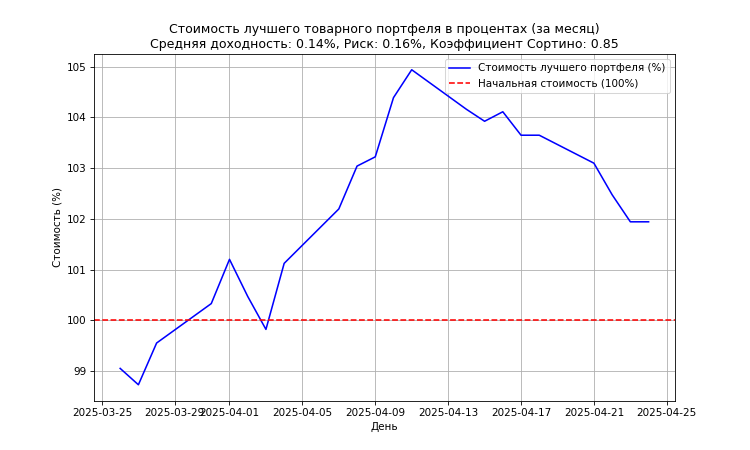 Стоимость лучшего товарного портфеля в процентах (за месяц)
Средняя доходность: 0.14%, Риск: 0.16%, Коэффициент Сортино: 0.85
Стоимость лучшего портфеля (%)
Начальная стоимость (100%)
Стоимость (%)
105
104
103
102
101
100
99
2025-03-25 2025-03-29 2025-04-01 2025-04-05 2025-04-09 2025-04-13 2025-04-17 2025-04-21 2025-04-25
День